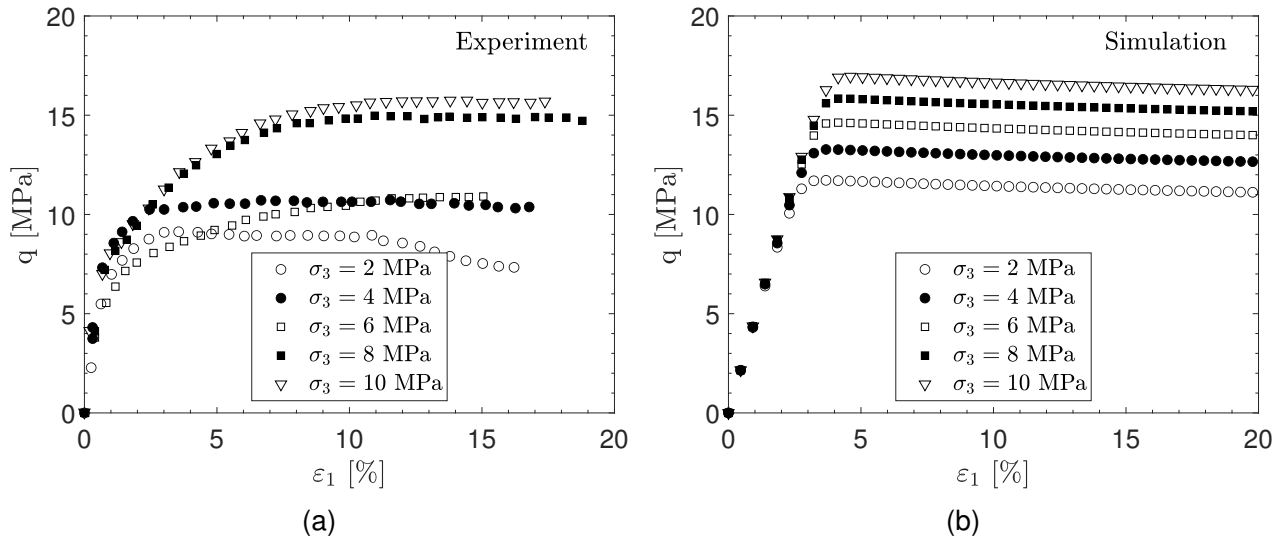 20
15
10
5
0
q [MPa]
Experiment
σ3 = 2 MPa
σ3 = 4 MPa
σ3 = 6 MPa
σ3 = 8 MPa
σ3 = 10 MPa
0 5 10 15 20
ε1 [%]
(a)
20
15
10
5
0
q [MPa]
Simulation
σ3 = 2 MPa
σ3 = 4 MPa
σ3 = 6 MPa
σ3 = 8 MPa
σ3 = 10 MPa
0 5 10 15 20
ε1 [%]
(b)